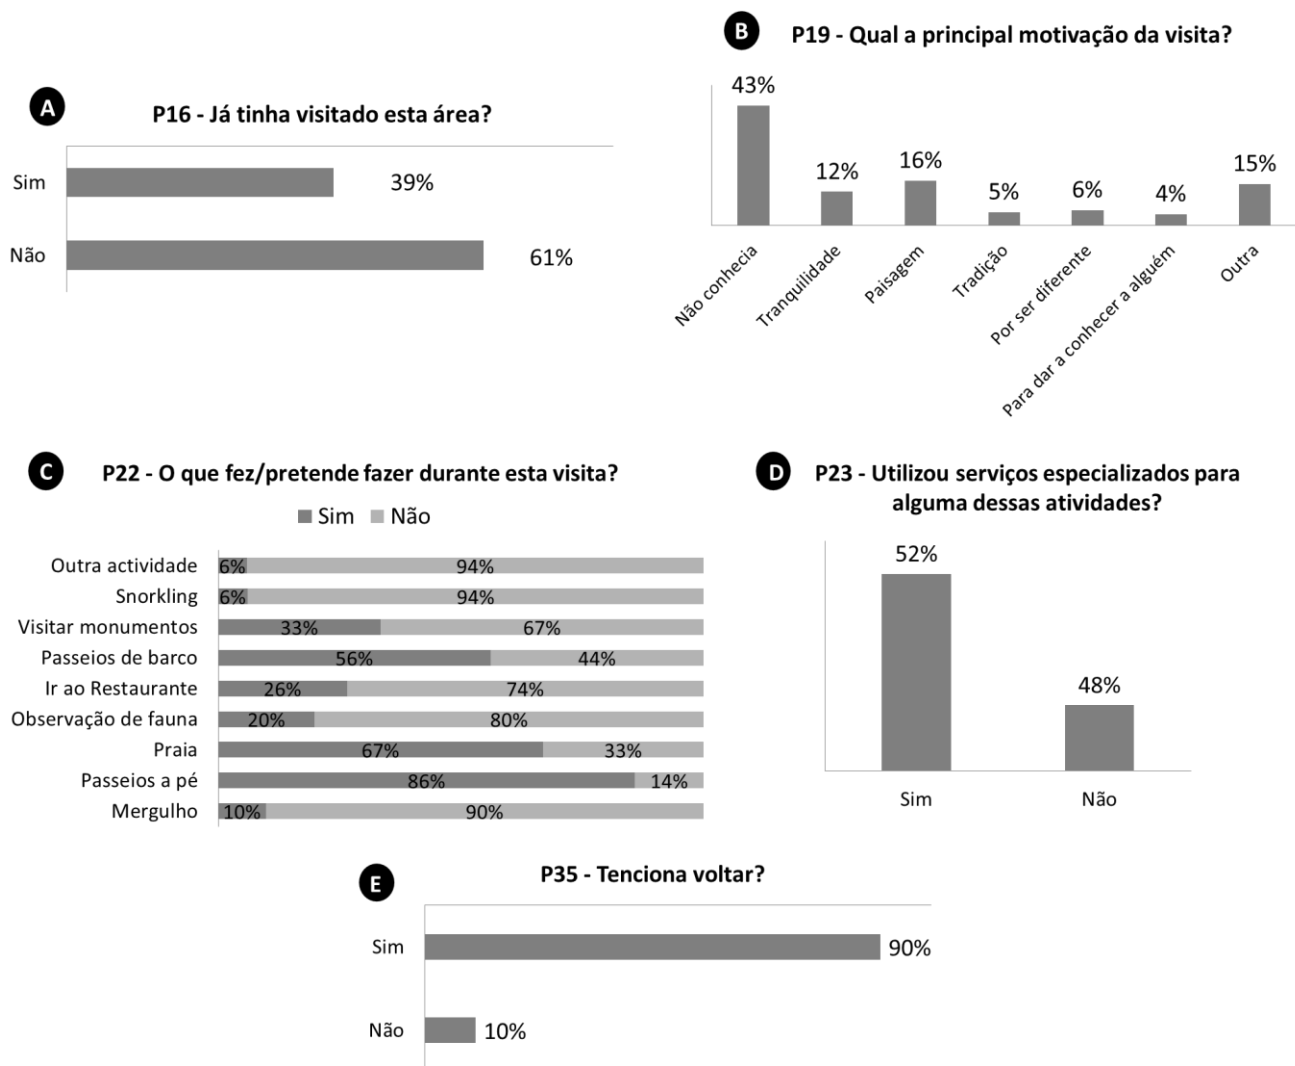 A
P16 - Já tinha visitado esta área?
Sim
39%
Não
61%
B
P19 - Qual a principal motivação da visita?
43%
12%
16%
5%
6%
4%
15%
Não conhecia
Tranquilidade
Paisagem
Tradição
Por ser diferente
Para dar a conhecer a alguém
Outra
C
P22 - O que fez/pretende fazer durante esta visita?
Sim Não
Outra actividade 6% 94%
Snorkling 6% 94%
Visitar monumentos 33% 67%
Passeios de barco 56% 44%
Ir ao Restaurante 26% 74%
Observação de fauna 20% 80%
Praia 67% 33%
Passeios a pé 86% 14%
Mergulho 10% 90%
D
P23 - Utilizou serviços especializados para
alguma dessas atividades?
52%
48%
Sim
Não
E
P35 - Tenciona voltar?
Sim
90%
Não
10%